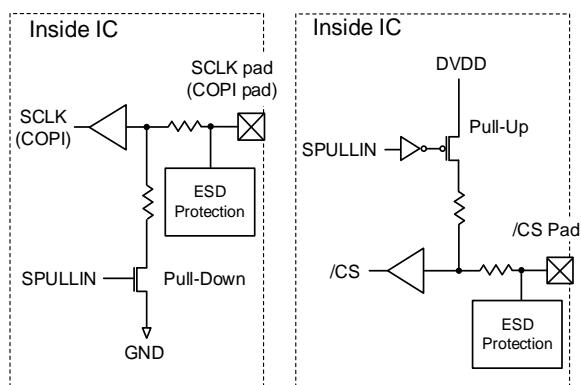 Inside IC
SCLK pad
(COPI pad)
SCLK
(COPI)
ESD
Protection
SPULLIN
Pull-Down
GND
Inside IC
DVDD
SPULLIN
Pull-Up
/CS Pad
/CS
ESD
Protection